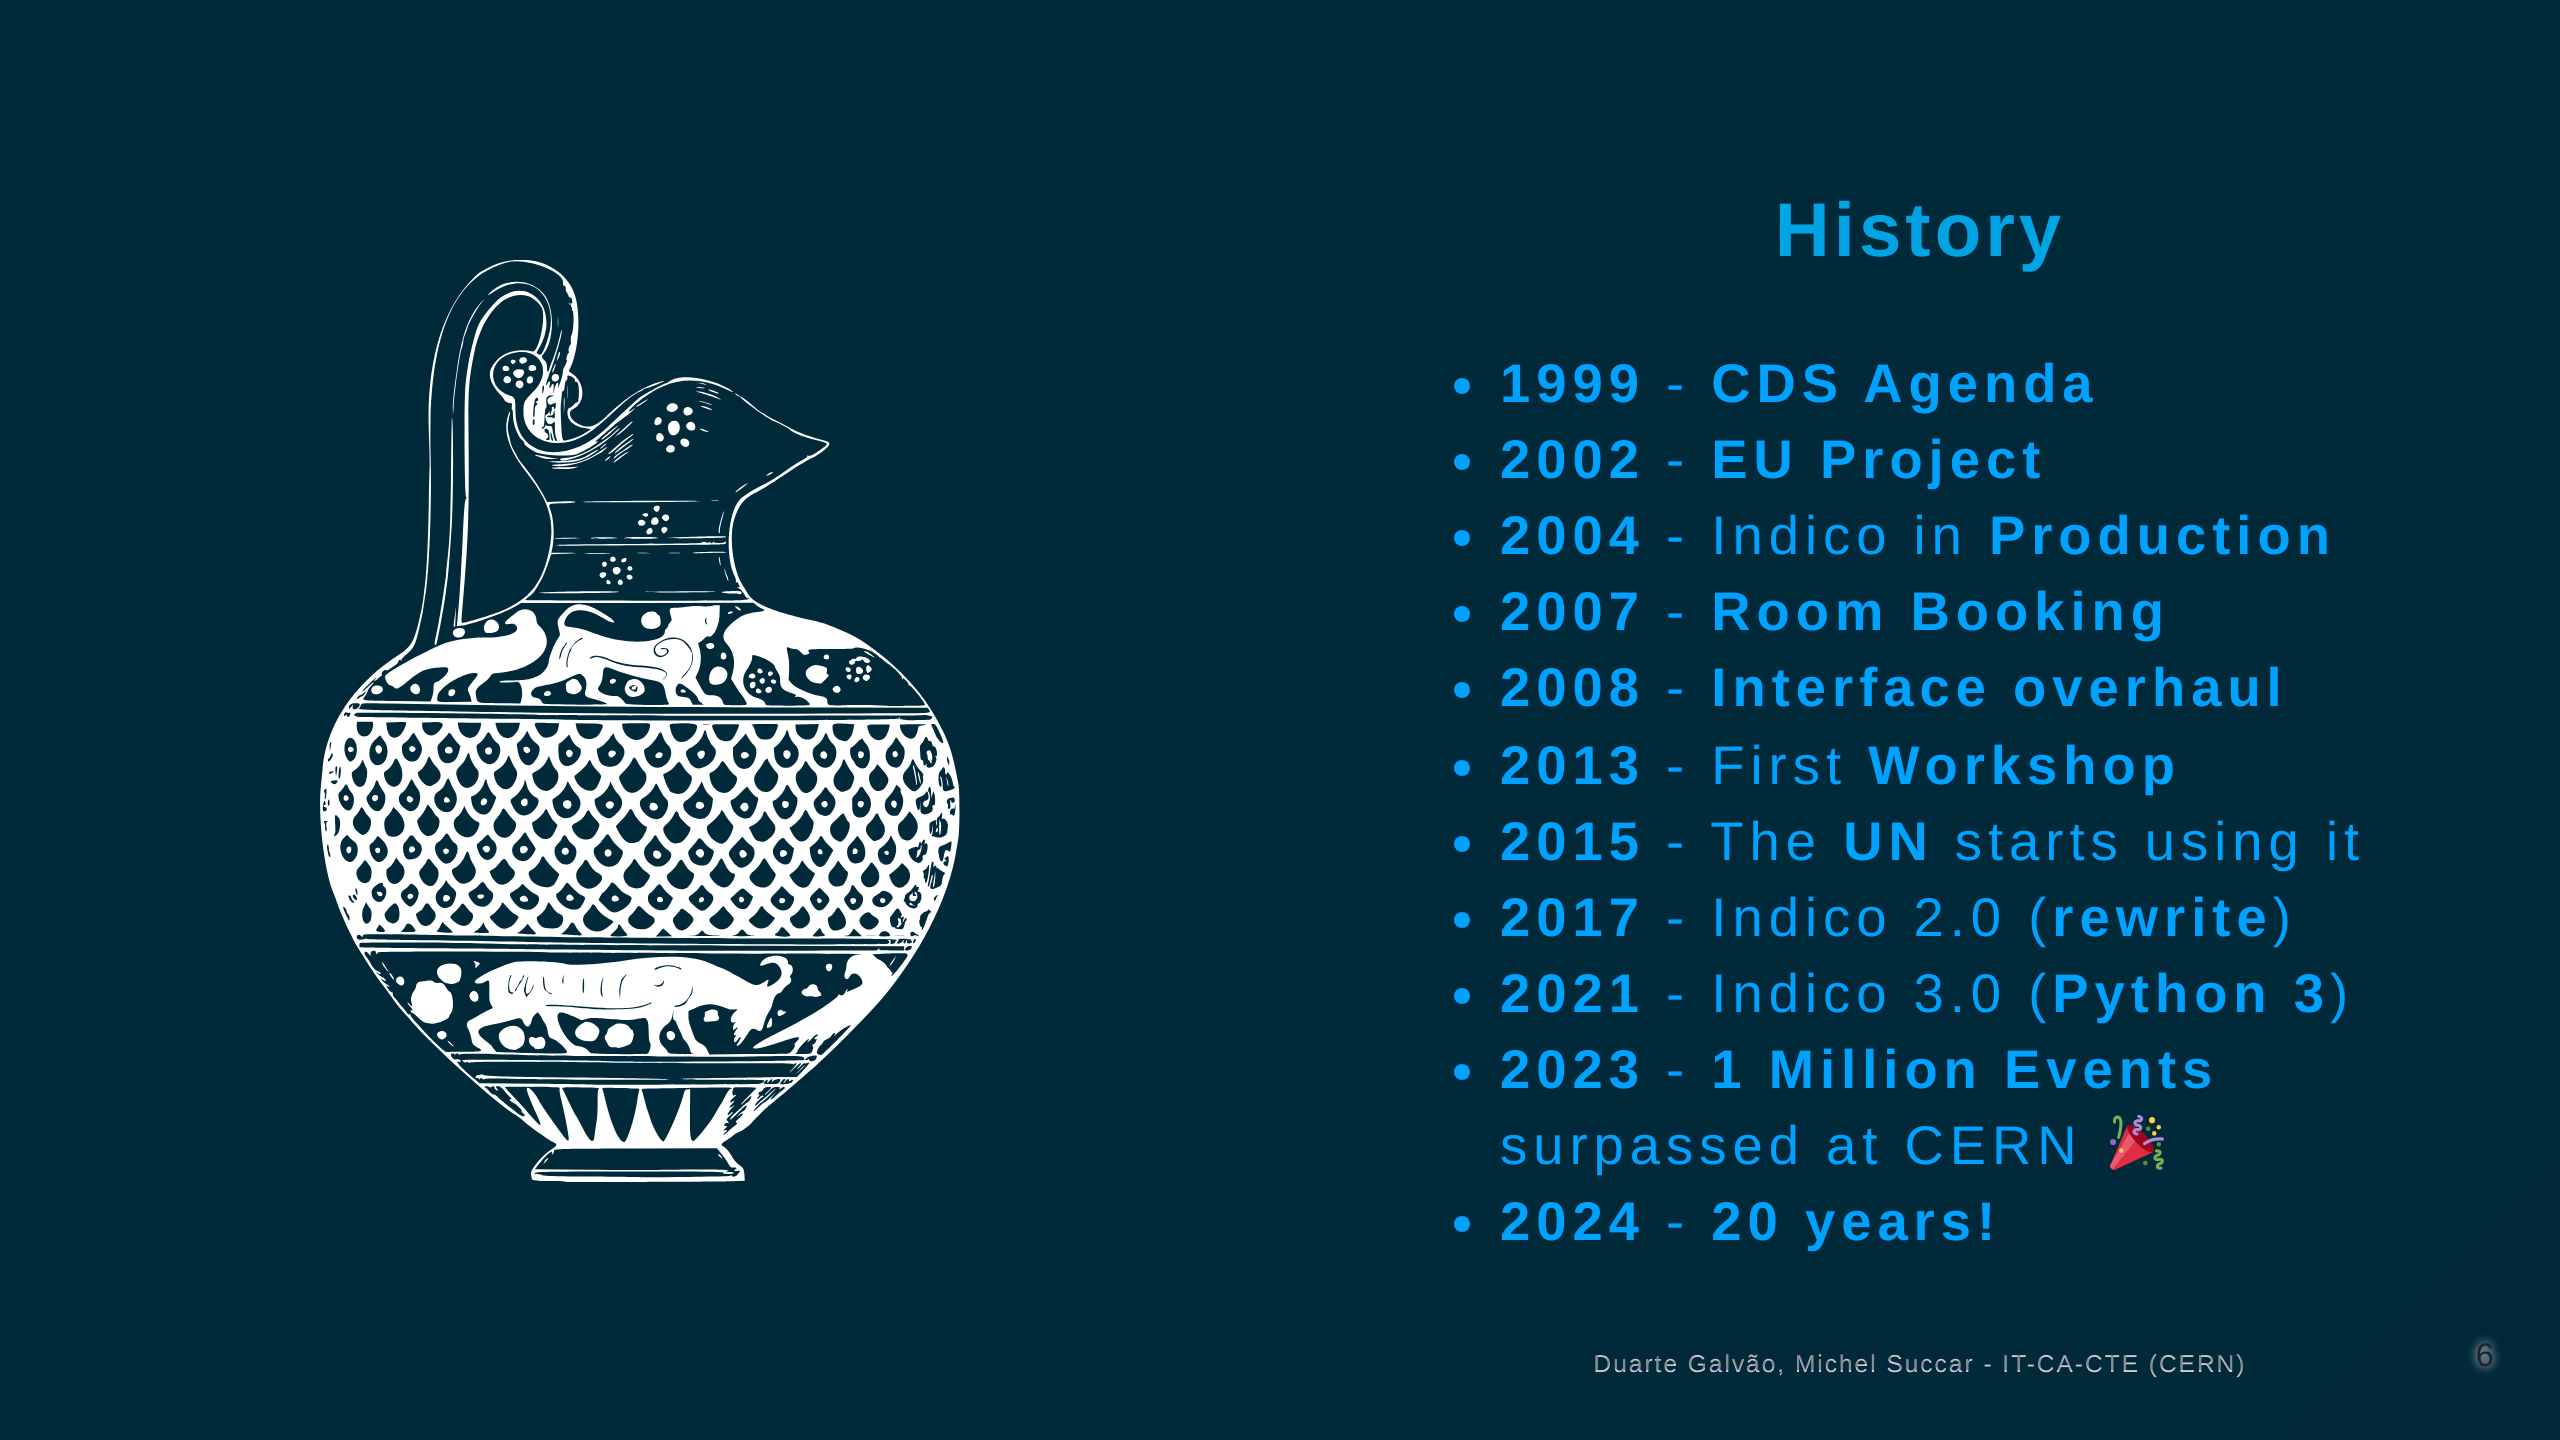 History
• 1999 - CDS Agenda
• 2002 - EU Project
• 2004 - Indico in Production
• 2007 - Room Booking
• 2008 - Interface overhaul
• 2013 - First Workshop
• 2015 - The UN starts using it
• 2017 - Indico 2.0 (rewrite)
• 2021 - Indico 3.0 (Python 3)
• 2023 - 1 Million Events
surpassed at CERN 🎉
• 2024 - 20 years!
Duarte Galvão, Michel Succar - IT-CA-CTE (CERN)
6